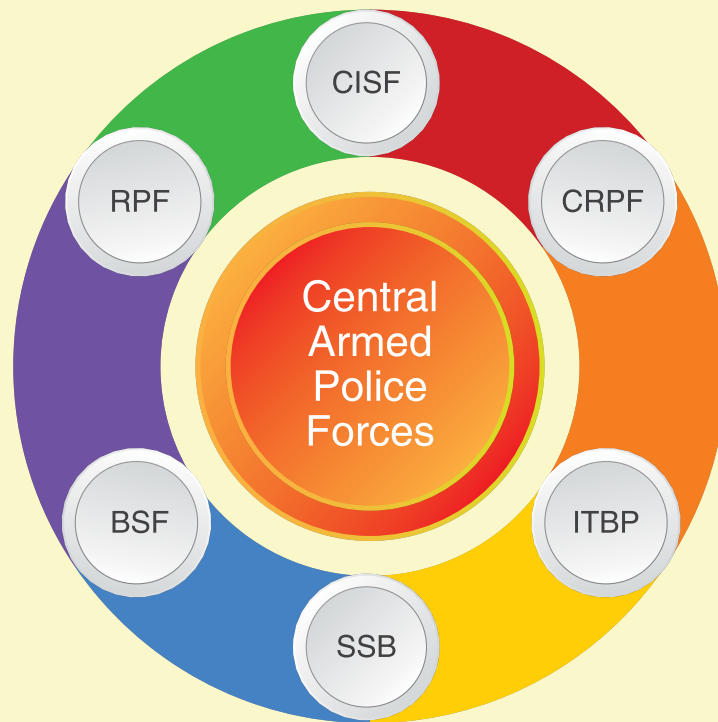 CISF
RPF
CRPF
Central
Armed
Police
Forces
BSF
ITBP
SSB